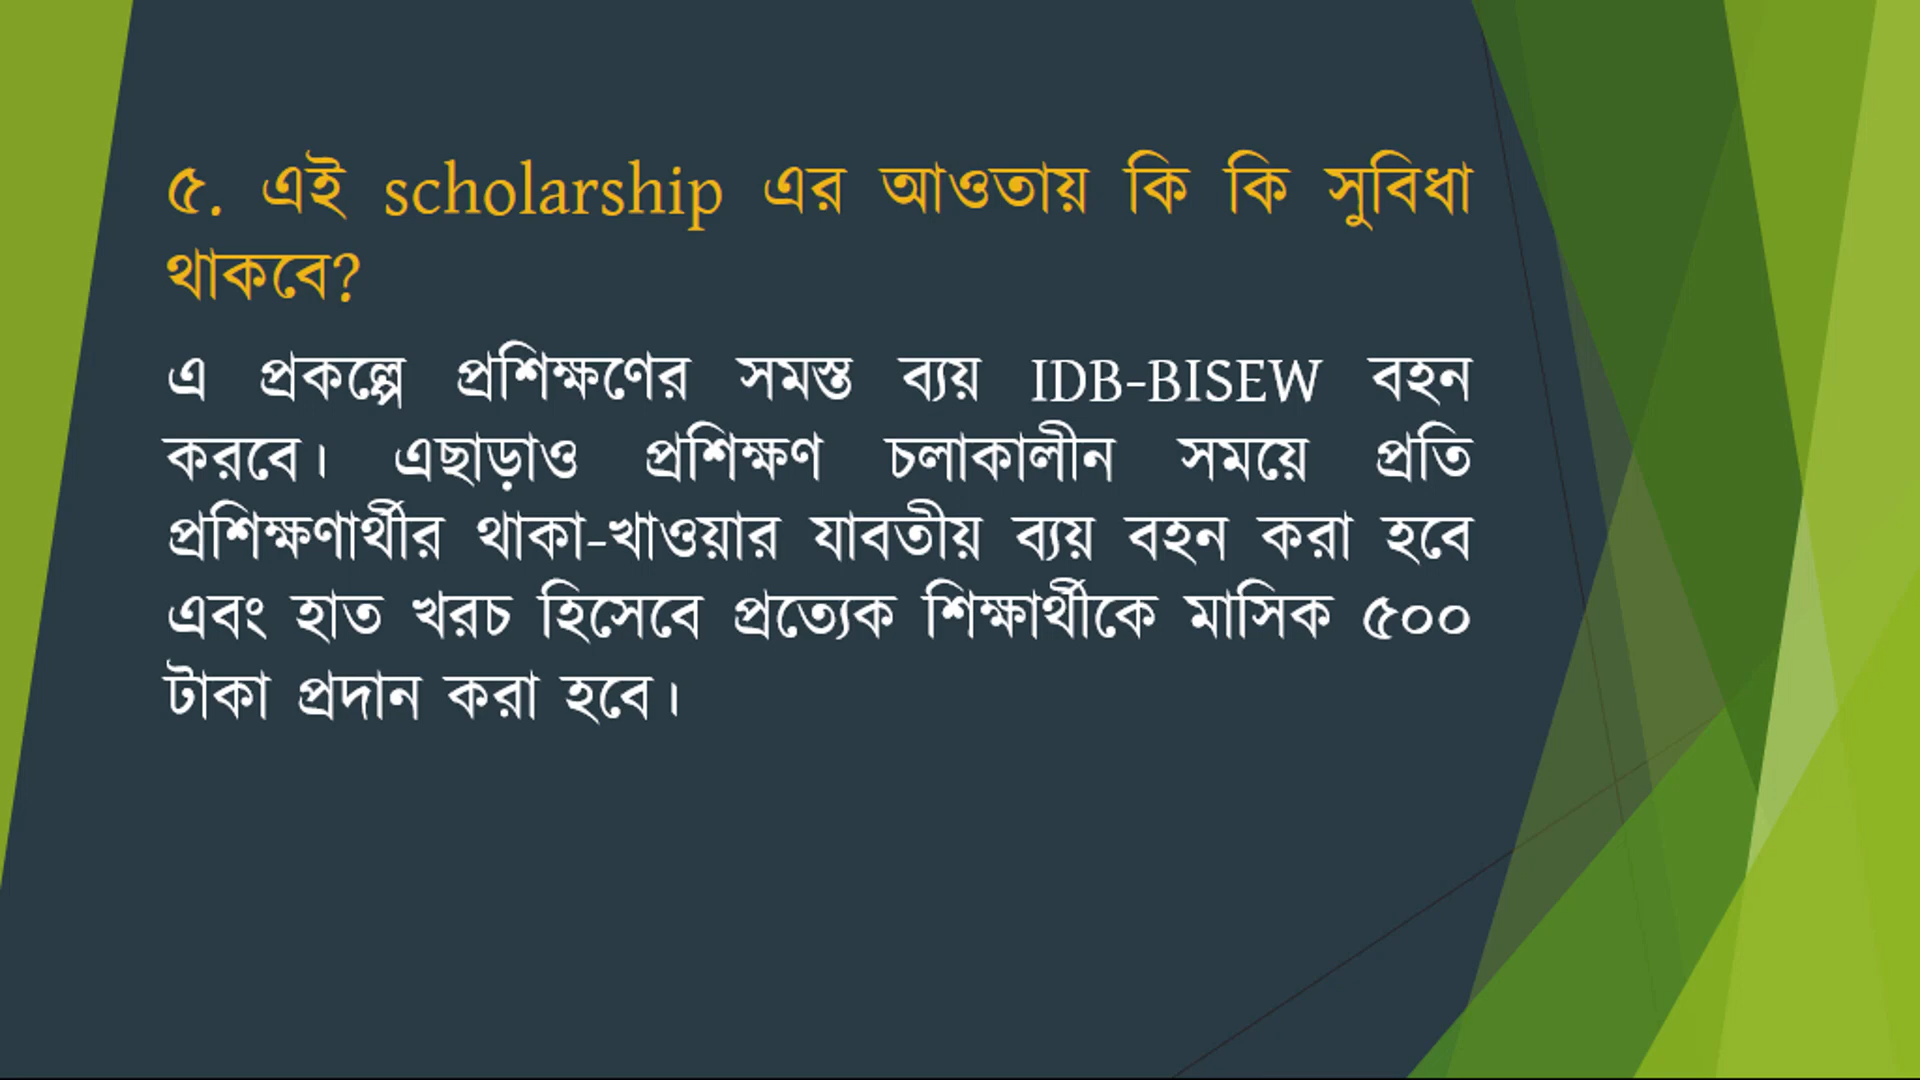 ৫. এই scholarship এর আওতায় কি কি সুবিধা
থাকবে?
এ প্রকল্পে প্রশিক্ষণের সমস্ত ব্যয় IDB-BISEW বহন
করবে। এছাড়াও প্রশিক্ষণ চলাকালীন সময়ে প্রতি
প্রশিক্ষণার্থীর থাকা-খাওয়ার যাবতীয় ব্যয় বহন করা হবে
এবং হাত খরচ হিসেবে প্রত্যেক শিক্ষার্থীকে মাসিক ৫০০
টাকা প্রদান করা হবে।